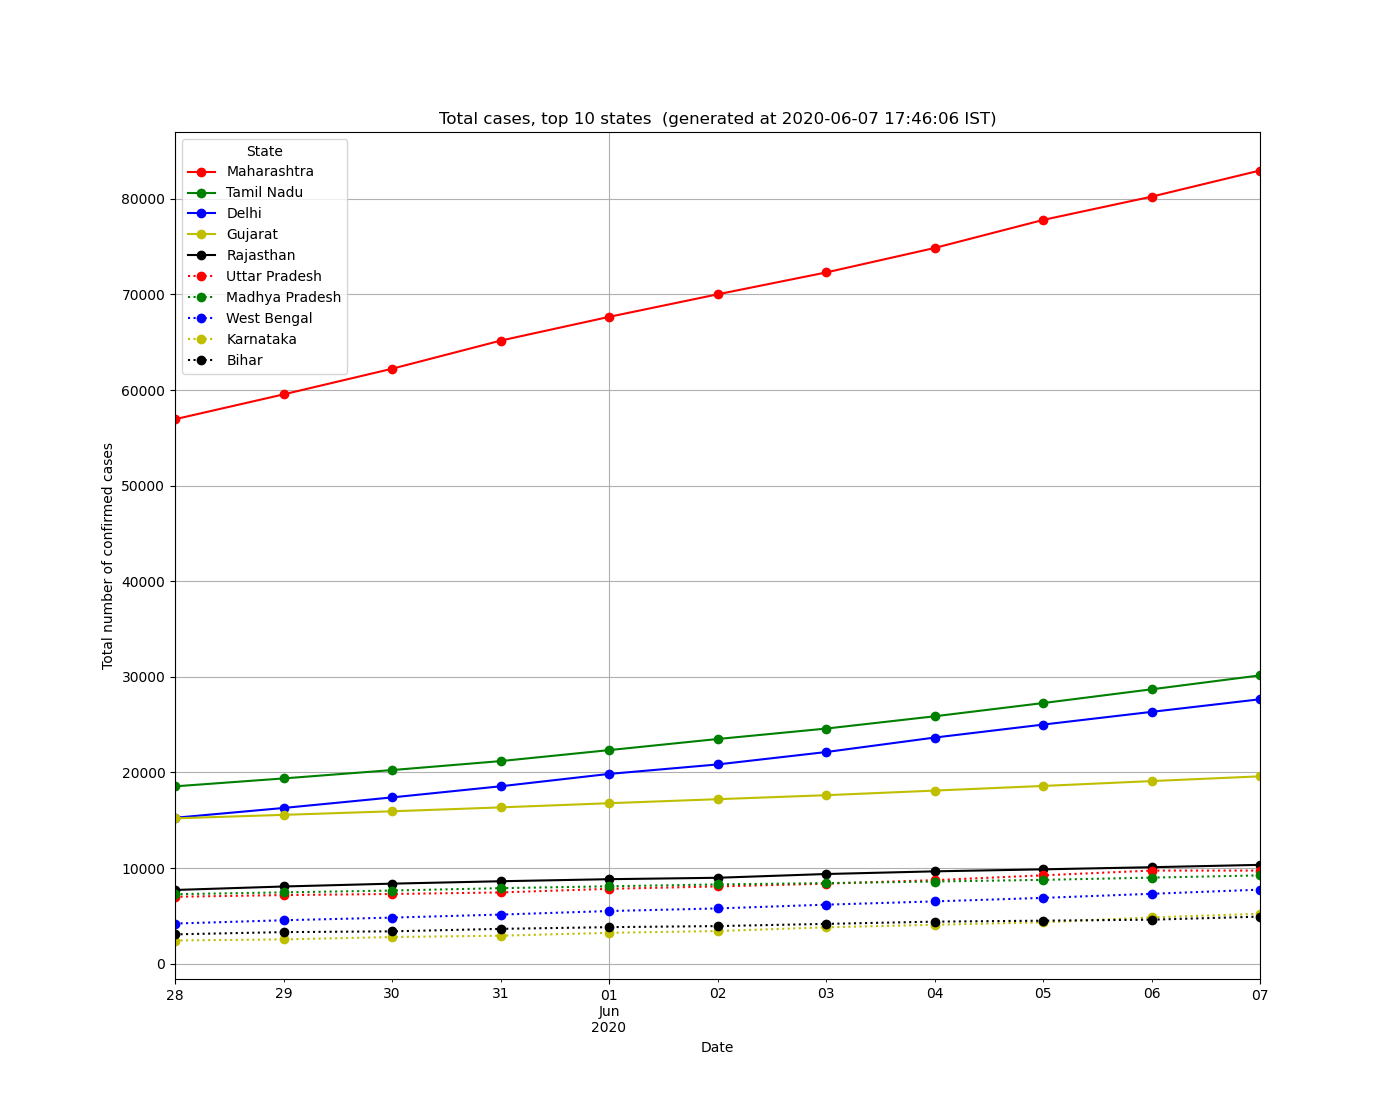 Total cases, top 10 states  (generated at 2020-06-07 17:46:06 IST)
State
Maharashtra
Tamil Nadu
Delhi
Gujarat
Rajasthan
Uttar Pradesh
Madhya Pradesh
West Bengal
Karnataka
Bihar
Total number of confirmed cases
80000
70000
60000
50000
40000
30000
20000
10000
0
28 29 30 31 01 02 03 04 05 06 07
Jun
2020
Date